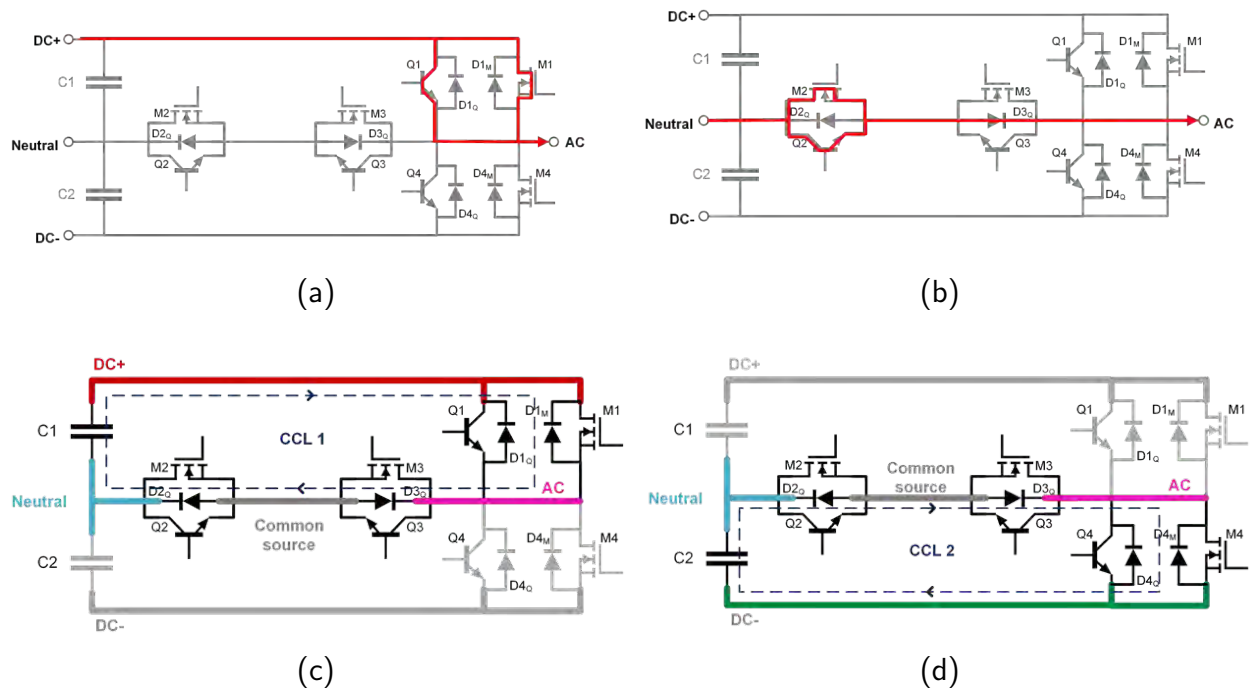 DC+
Q1
M1
D1M
D1Q
C1
M2
M3
D2Q
D3Q
Neutral
AC
Q2
Q3
Q4
D4M
M4
D4Q
C2
DC-
(a)
DC+
C1
Q1
D1M
M1
D1Q
M2
M3
D2Q
D3Q
Neutral
AC
Q2
Q3
Q4
D4M
M4
D4Q
C2
DC-
(b)
DC+
C1
Q1
D1M
M1
CCL 1
D1Q
M2
M3
Neutral
D2Q
D3Q
AC
Q2
Q3
Common
source
Q4
D4M
M4
C2
D4Q
DC-
(c)
DC+
C1
Q1
D1M
M1
D1Q
M2
M3
Common
source
Neutral
D2Q
D3Q
AC
Q2
Q3
Q4
D4M
M4
C2
CCL 2
D4Q
DC-
(d)